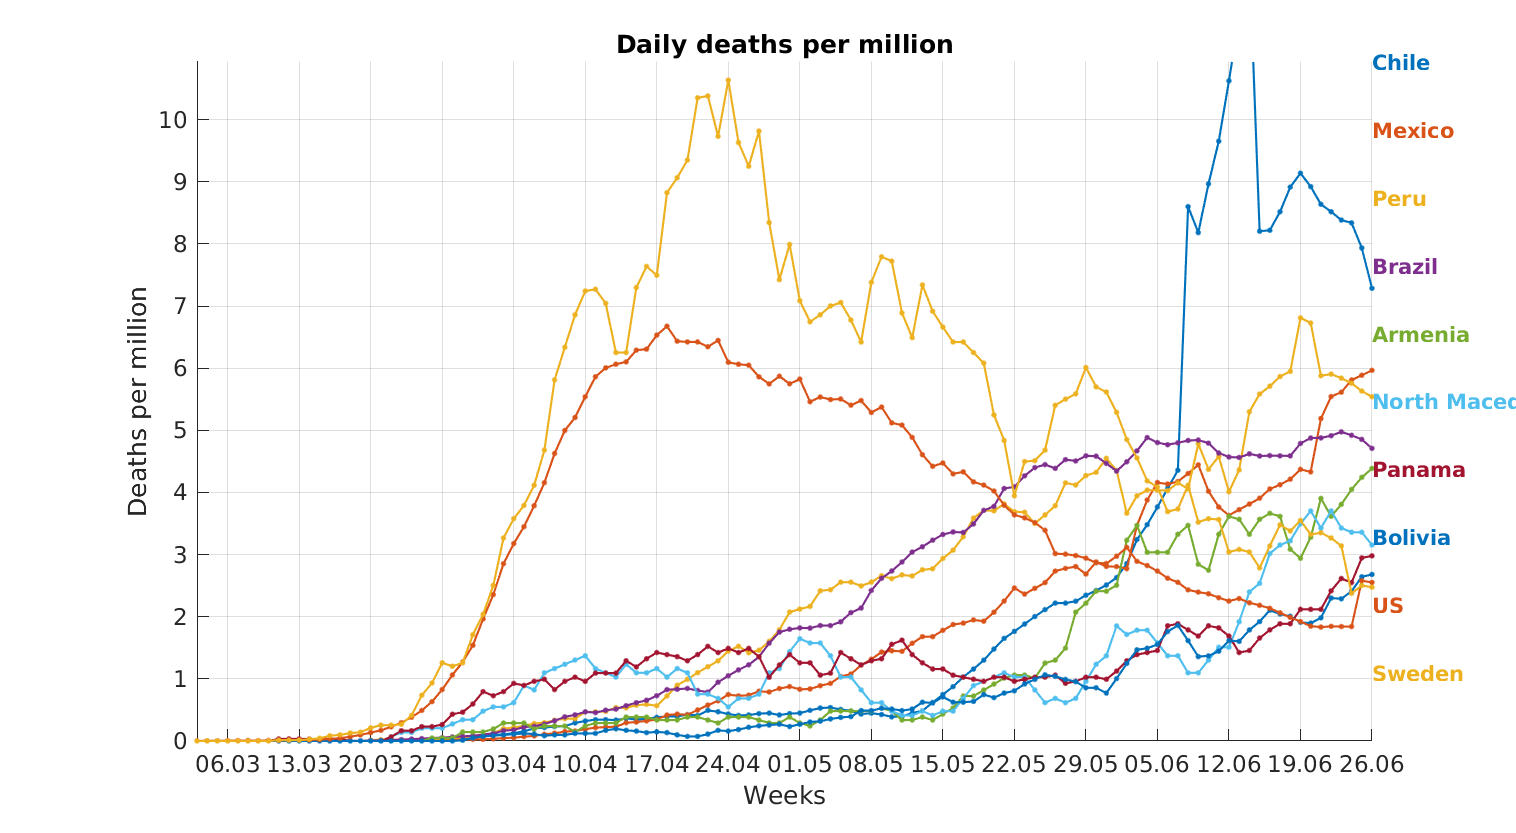 Daily deaths per million
Chile
Mexico
Peru
Brazil
Armenia
North Maced
Panama
Bolivia
US
Sweden
10
9
8
7
6
5
4
3
2
1
0
Deaths per million
06.03 13.03 20.03 27.03 03.04 10.04 17.04 24.04 01.05 08.05 15.05 22.05 29.05 05.06 12.06 19.06 26.06
Weeks